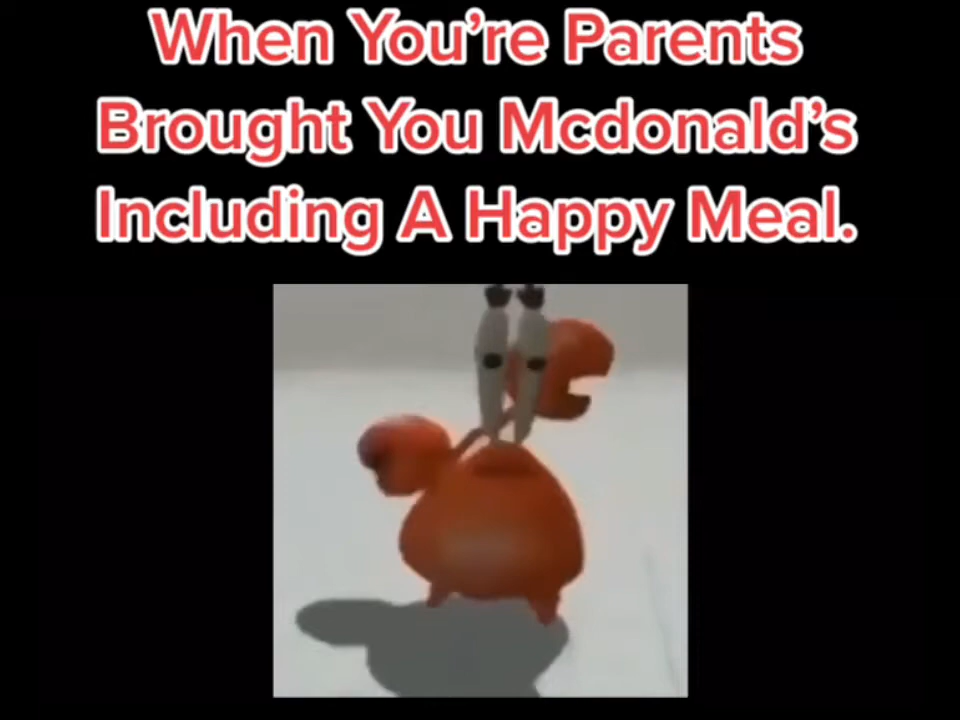 When You’re Parents
Brought You Mcdonald’s
Including A Happy Meal.